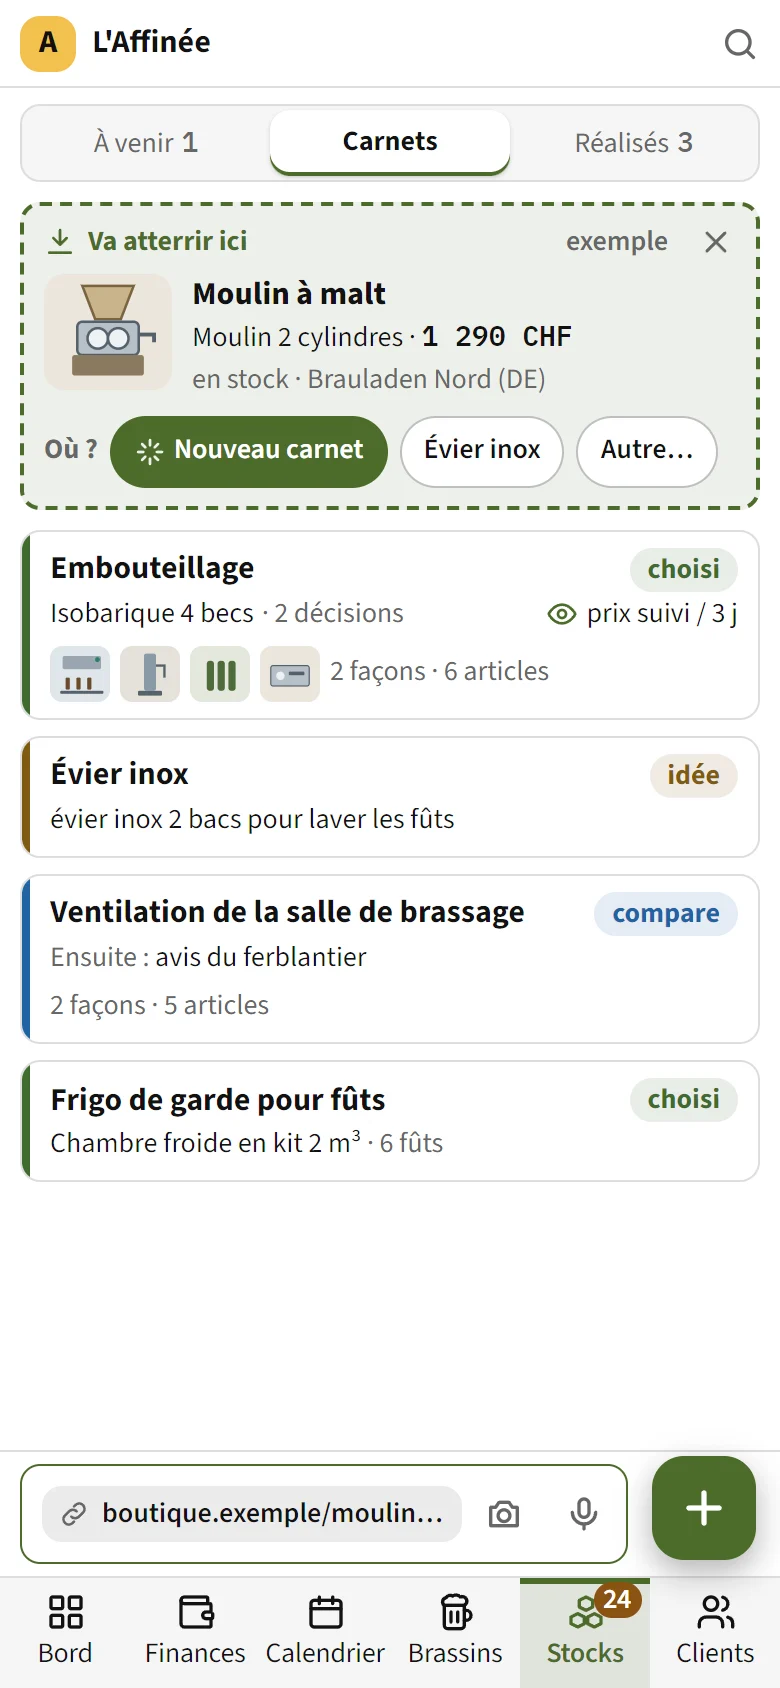 A L'Affinée
À venir 1 Carnets Réalisés 3
Va atterrir ici exemple
Moulin à malt
Moulin 2 cylindres · 1 290 CHF
en stock · Brauladen Nord (DE)
Où ? Nouveau carnet Évier inox Autre…
Embouteillage choisi
Isobarique 4 becs · 2 décisions prix suivi / 3 j
2 façons · 6 articles
Évier inox idée
évier inox 2 bacs pour laver les fûts
Ventilation de la salle de brassage compare
Ensuite : avis du ferblantier
2 façons · 5 articles
Frigo de garde pour fûts choisi
Chambre froide en kit 2 m³ · 6 fûts
boutique.exemple/moulin…
24
Bord Finances Calendrier Brassins Stocks Clients